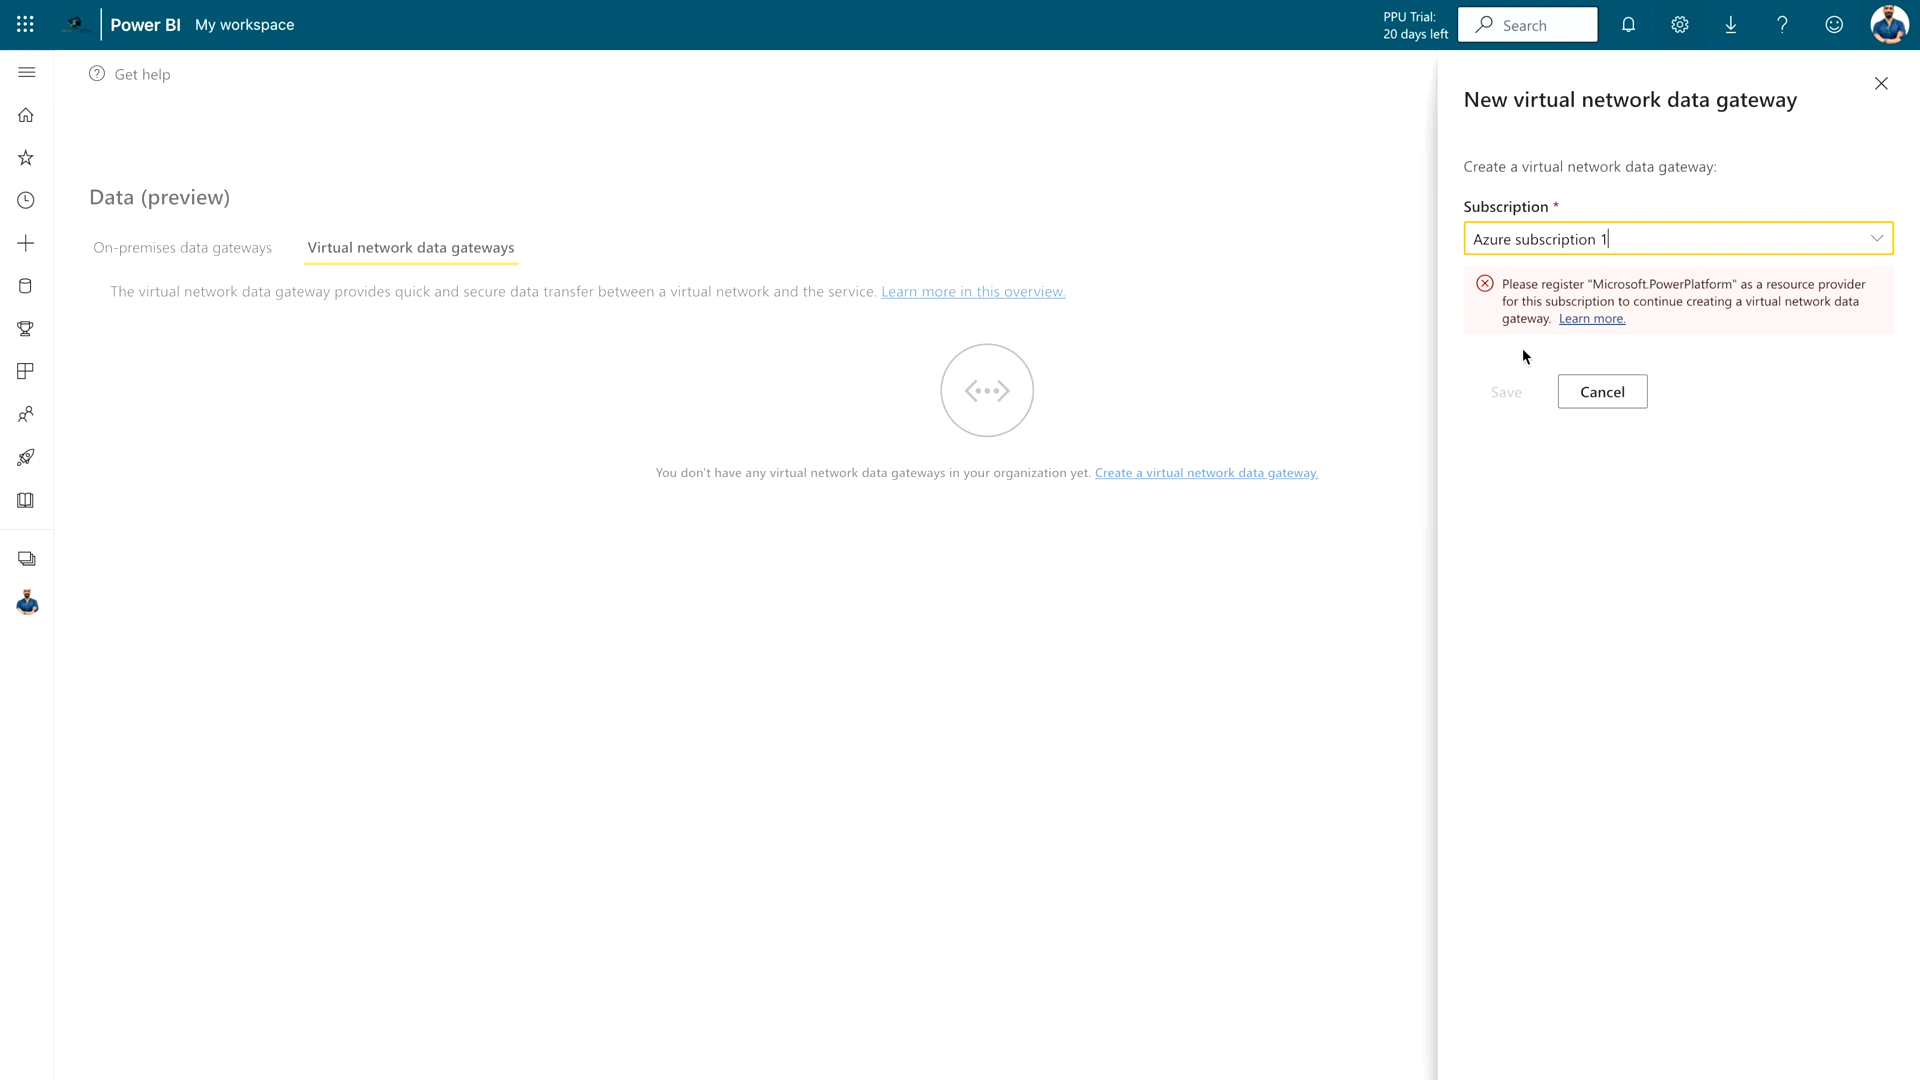 Power BI My workspace
PPU Trial:
20 days left
Search
Get help
Data (preview)
On-premises data gateways
Virtual network data gateways
The virtual network data gateway provides quick and secure data transfer between a virtual network and the service. Learn more in this overview.
You don't have any virtual network data gateways in your organization yet. Create a virtual network data gateway.
New virtual network data gateway
Create a virtual network data gateway:
Subscription *
Azure subscription 1
Please register "Microsoft.PowerPlatform" as a resource provider
for this subscription to continue creating a virtual network data
gateway. Learn more.
Save
Cancel